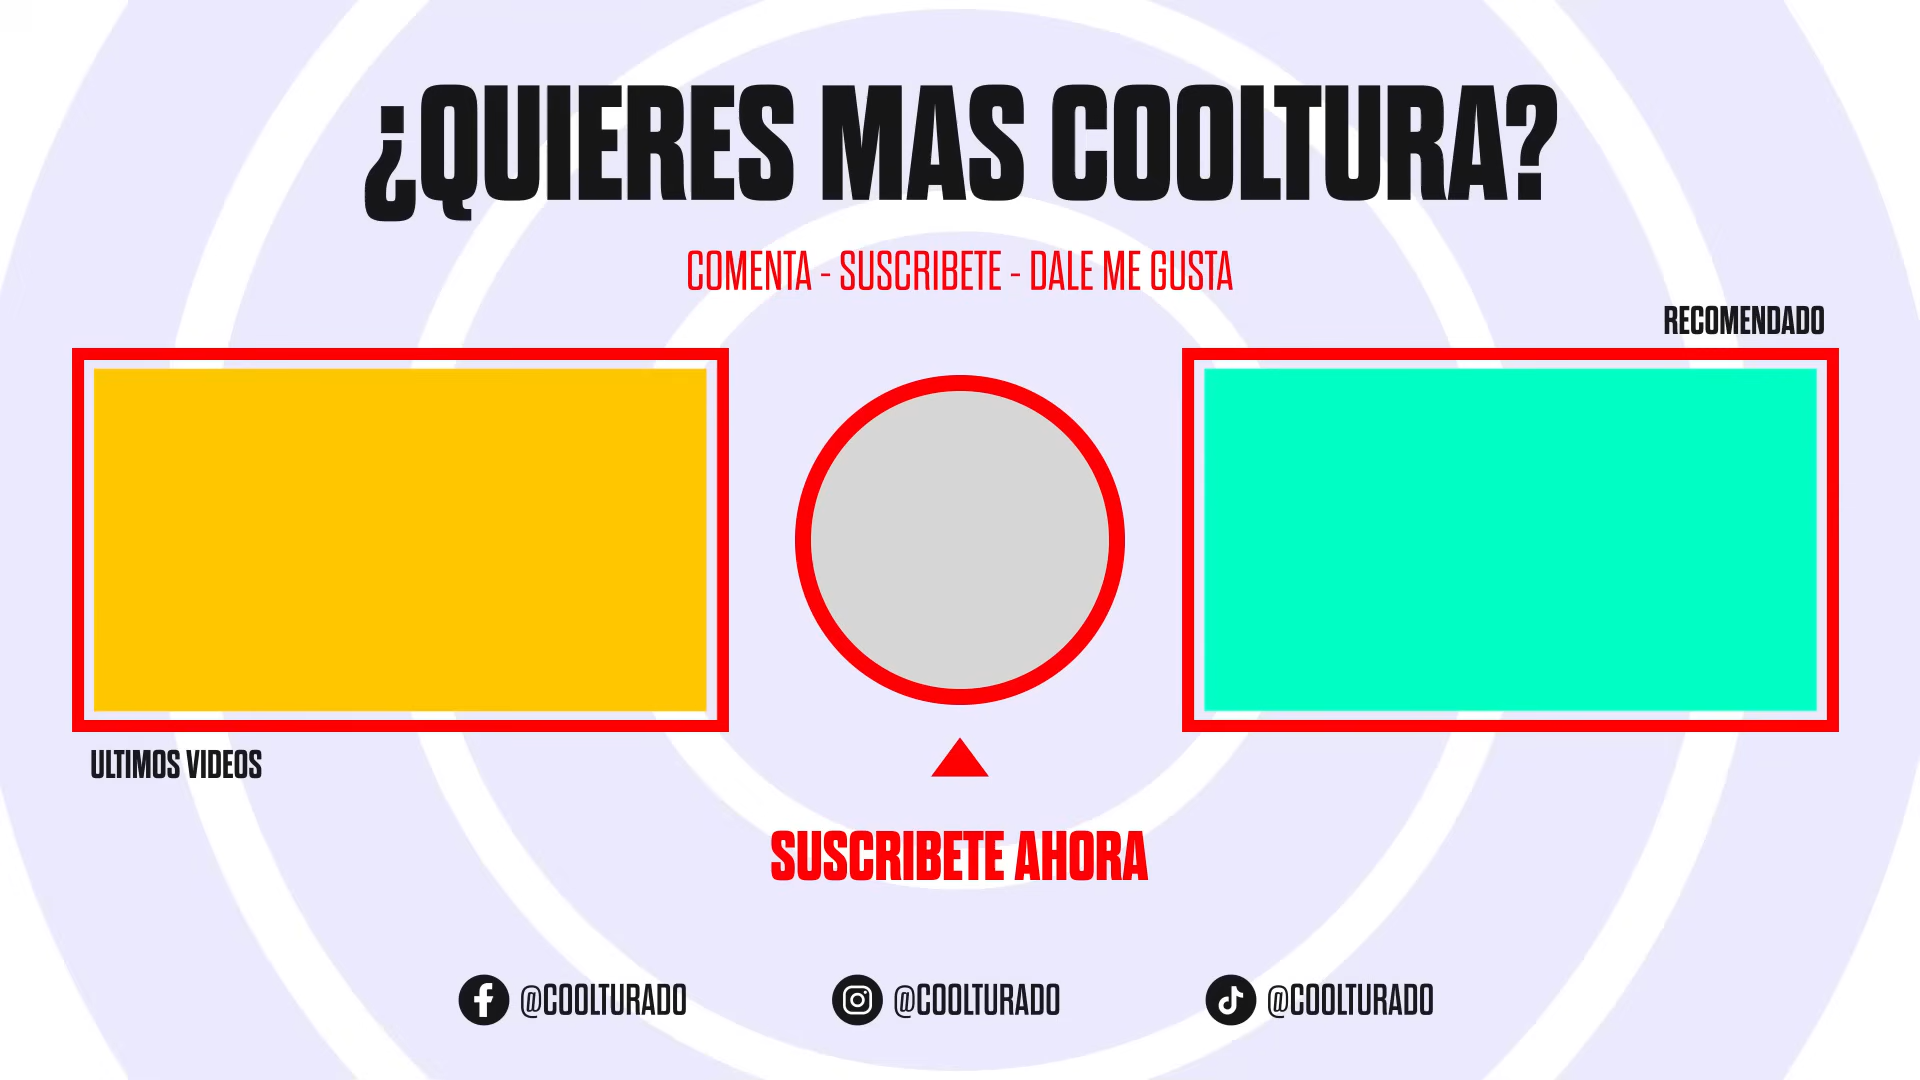 ¿QUIERES MAS COOLTURA?
COMENTA - SUSCRIBETE - DALE ME GUSTA
RECOMENDADO
ULTIMOS VIDEOS
SUSCRIBETE AHORA
@COOLTURADO
@COOLTURADO
@COOLTURADO